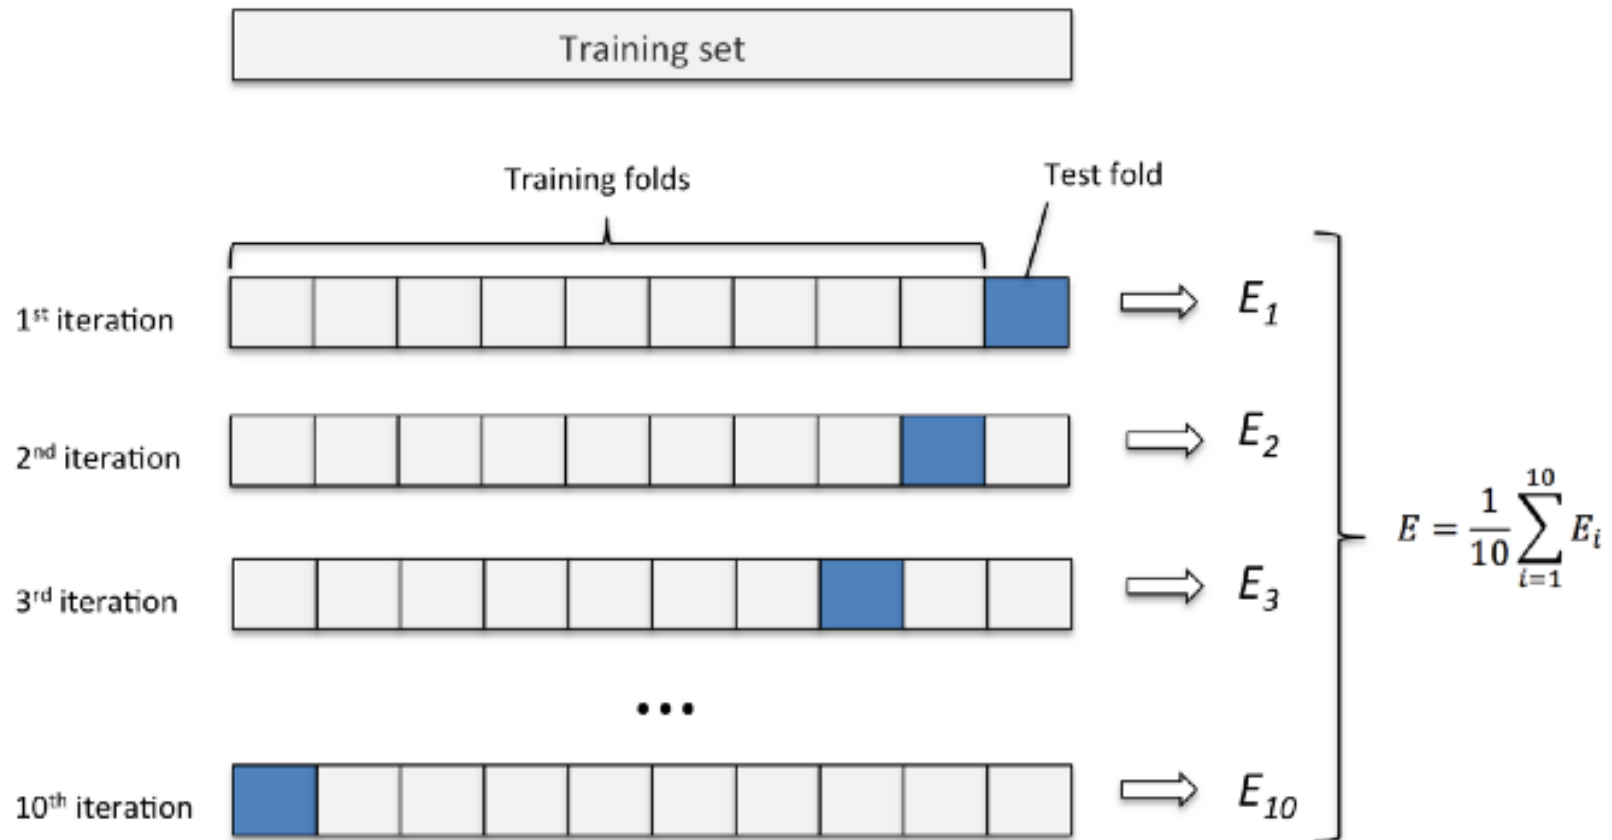 Training set
Training folds
Test fold
1st iteration
E1
2nd iteration
E2
3rd iteration
E3
...
10th iteration
E10
E = 1/10 ∑_{i=1}^{10} E_i